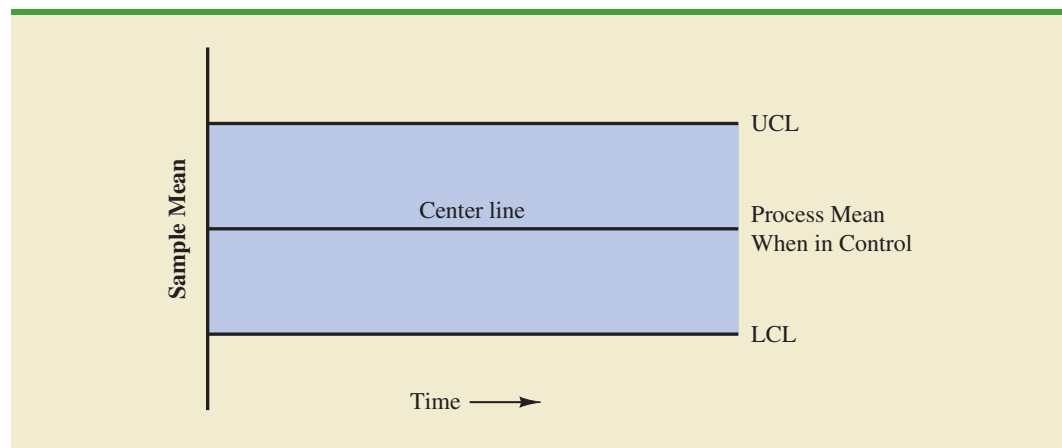 Sample Mean
UCL
Center line
Process Mean
When in Control
LCL
Time